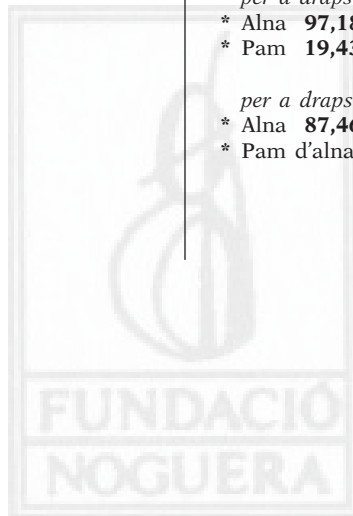 per a draps
* Alna 97,18
* Pam 19,43
per a draps
* Alna 87,46
* Pam d'alna
FUNDACIÓ
NOGUERA